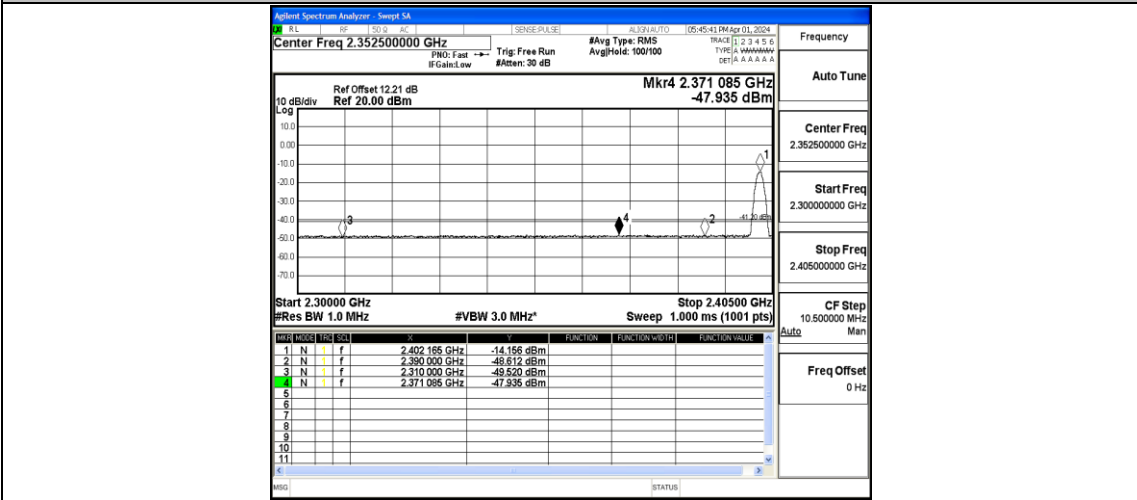 Agilent Spectrum Analyzer - Swept SA
RL RF 50 Ω AC SENSE:PULSE ALIGN AUTO 05:45:41 PM Apr 01, 2024
Center Freq 2.352500000 GHz
PNO: Fast
IFGain:Low
Trig: Free Run
#Atten: 30 dB
#Avg Type: RMS
Avg|Hold: 100/100
TRACE 1 2 3 4 5 6
TYPE A WWWWW
DET A A A A A A
Frequency
Auto Tune
Mkr4 2.371 085 GHz
-47.935 dBm
Ref Offset 12.21 dB
10 dB/div Ref 20.00 dBm
Log
10.0
0.00
-10.0
-20.0
-30.0
-40.0
-50.0
-60.0
-70.0
1
2
3
4
-41.20 dBm
Center Freq
2.352500000 GHz
Start Freq
2.300000000 GHz
Stop Freq
2.405000000 GHz
CF Step
10.500000 MHz
Auto Man
Freq Offset
0 Hz
Start 2.30000 GHz Stop 2.40500 GHz
#Res BW 1.0 MHz #VBW 3.0 MHz* Sweep 1.000 ms (1001 pts)
MKR MODE TRC SCL X Y FUNCTION FUNCTION WIDTH FUNCTION VALUE
1 N 1 f 2.402 165 GHz -14.156 dBm
2 N 1 f 2.390 000 GHz -48.612 dBm
3 N 1 f 2.310 000 GHz -49.520 dBm
4 N 1 f 2.371 085 GHz -47.935 dBm
5
6
7
8
9
10
11
MSG STATUS